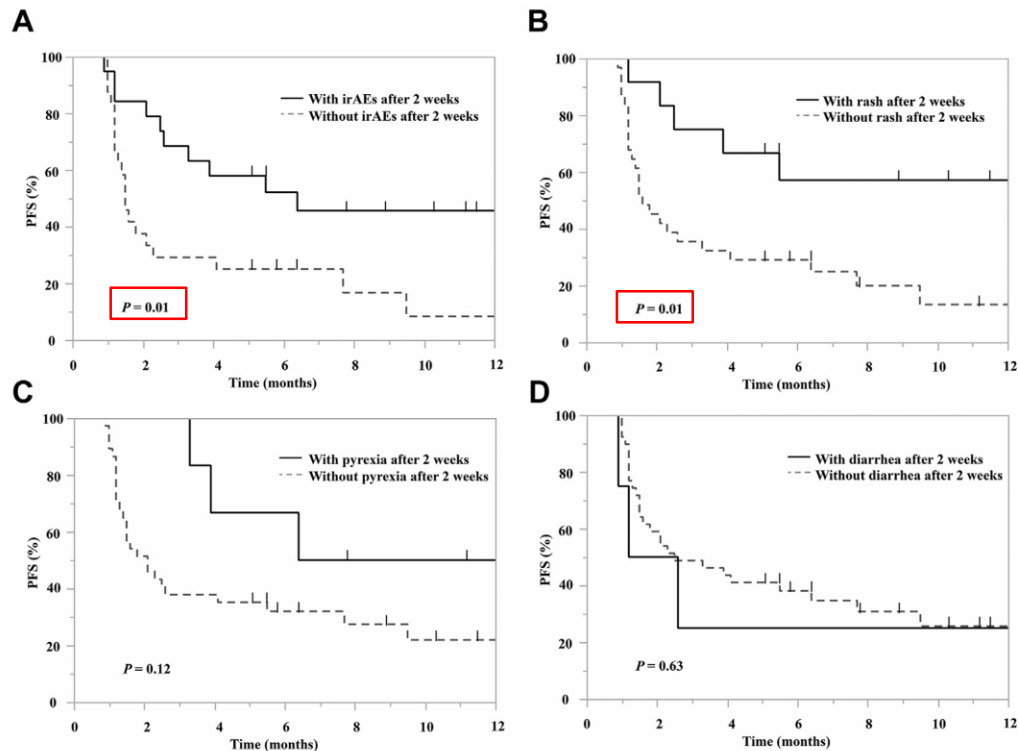 A
100
80
60
40
20
0
PFS (%)
With irAEs after 2 weeks
Without irAEs after 2 weeks
P = 0.01
0 2 4 6 8 10 12
Time (months)
B
100
80
60
40
20
0
PFS (%)
With rash after 2 weeks
Without rash after 2 weeks
P = 0.01
0 2 4 6 8 10 12
Time (months)
C
100
80
60
40
20
0
PFS (%)
With pyrexia after 2 weeks
Without pyrexia after 2 weeks
P = 0.12
0 2 4 6 8 10 12
Time (months)
D
100
80
60
40
20
0
PFS (%)
With diarrhea after 2 weeks
Without diarrhea after 2 weeks
P = 0.63
0 2 4 6 8 10 12
Time (months)